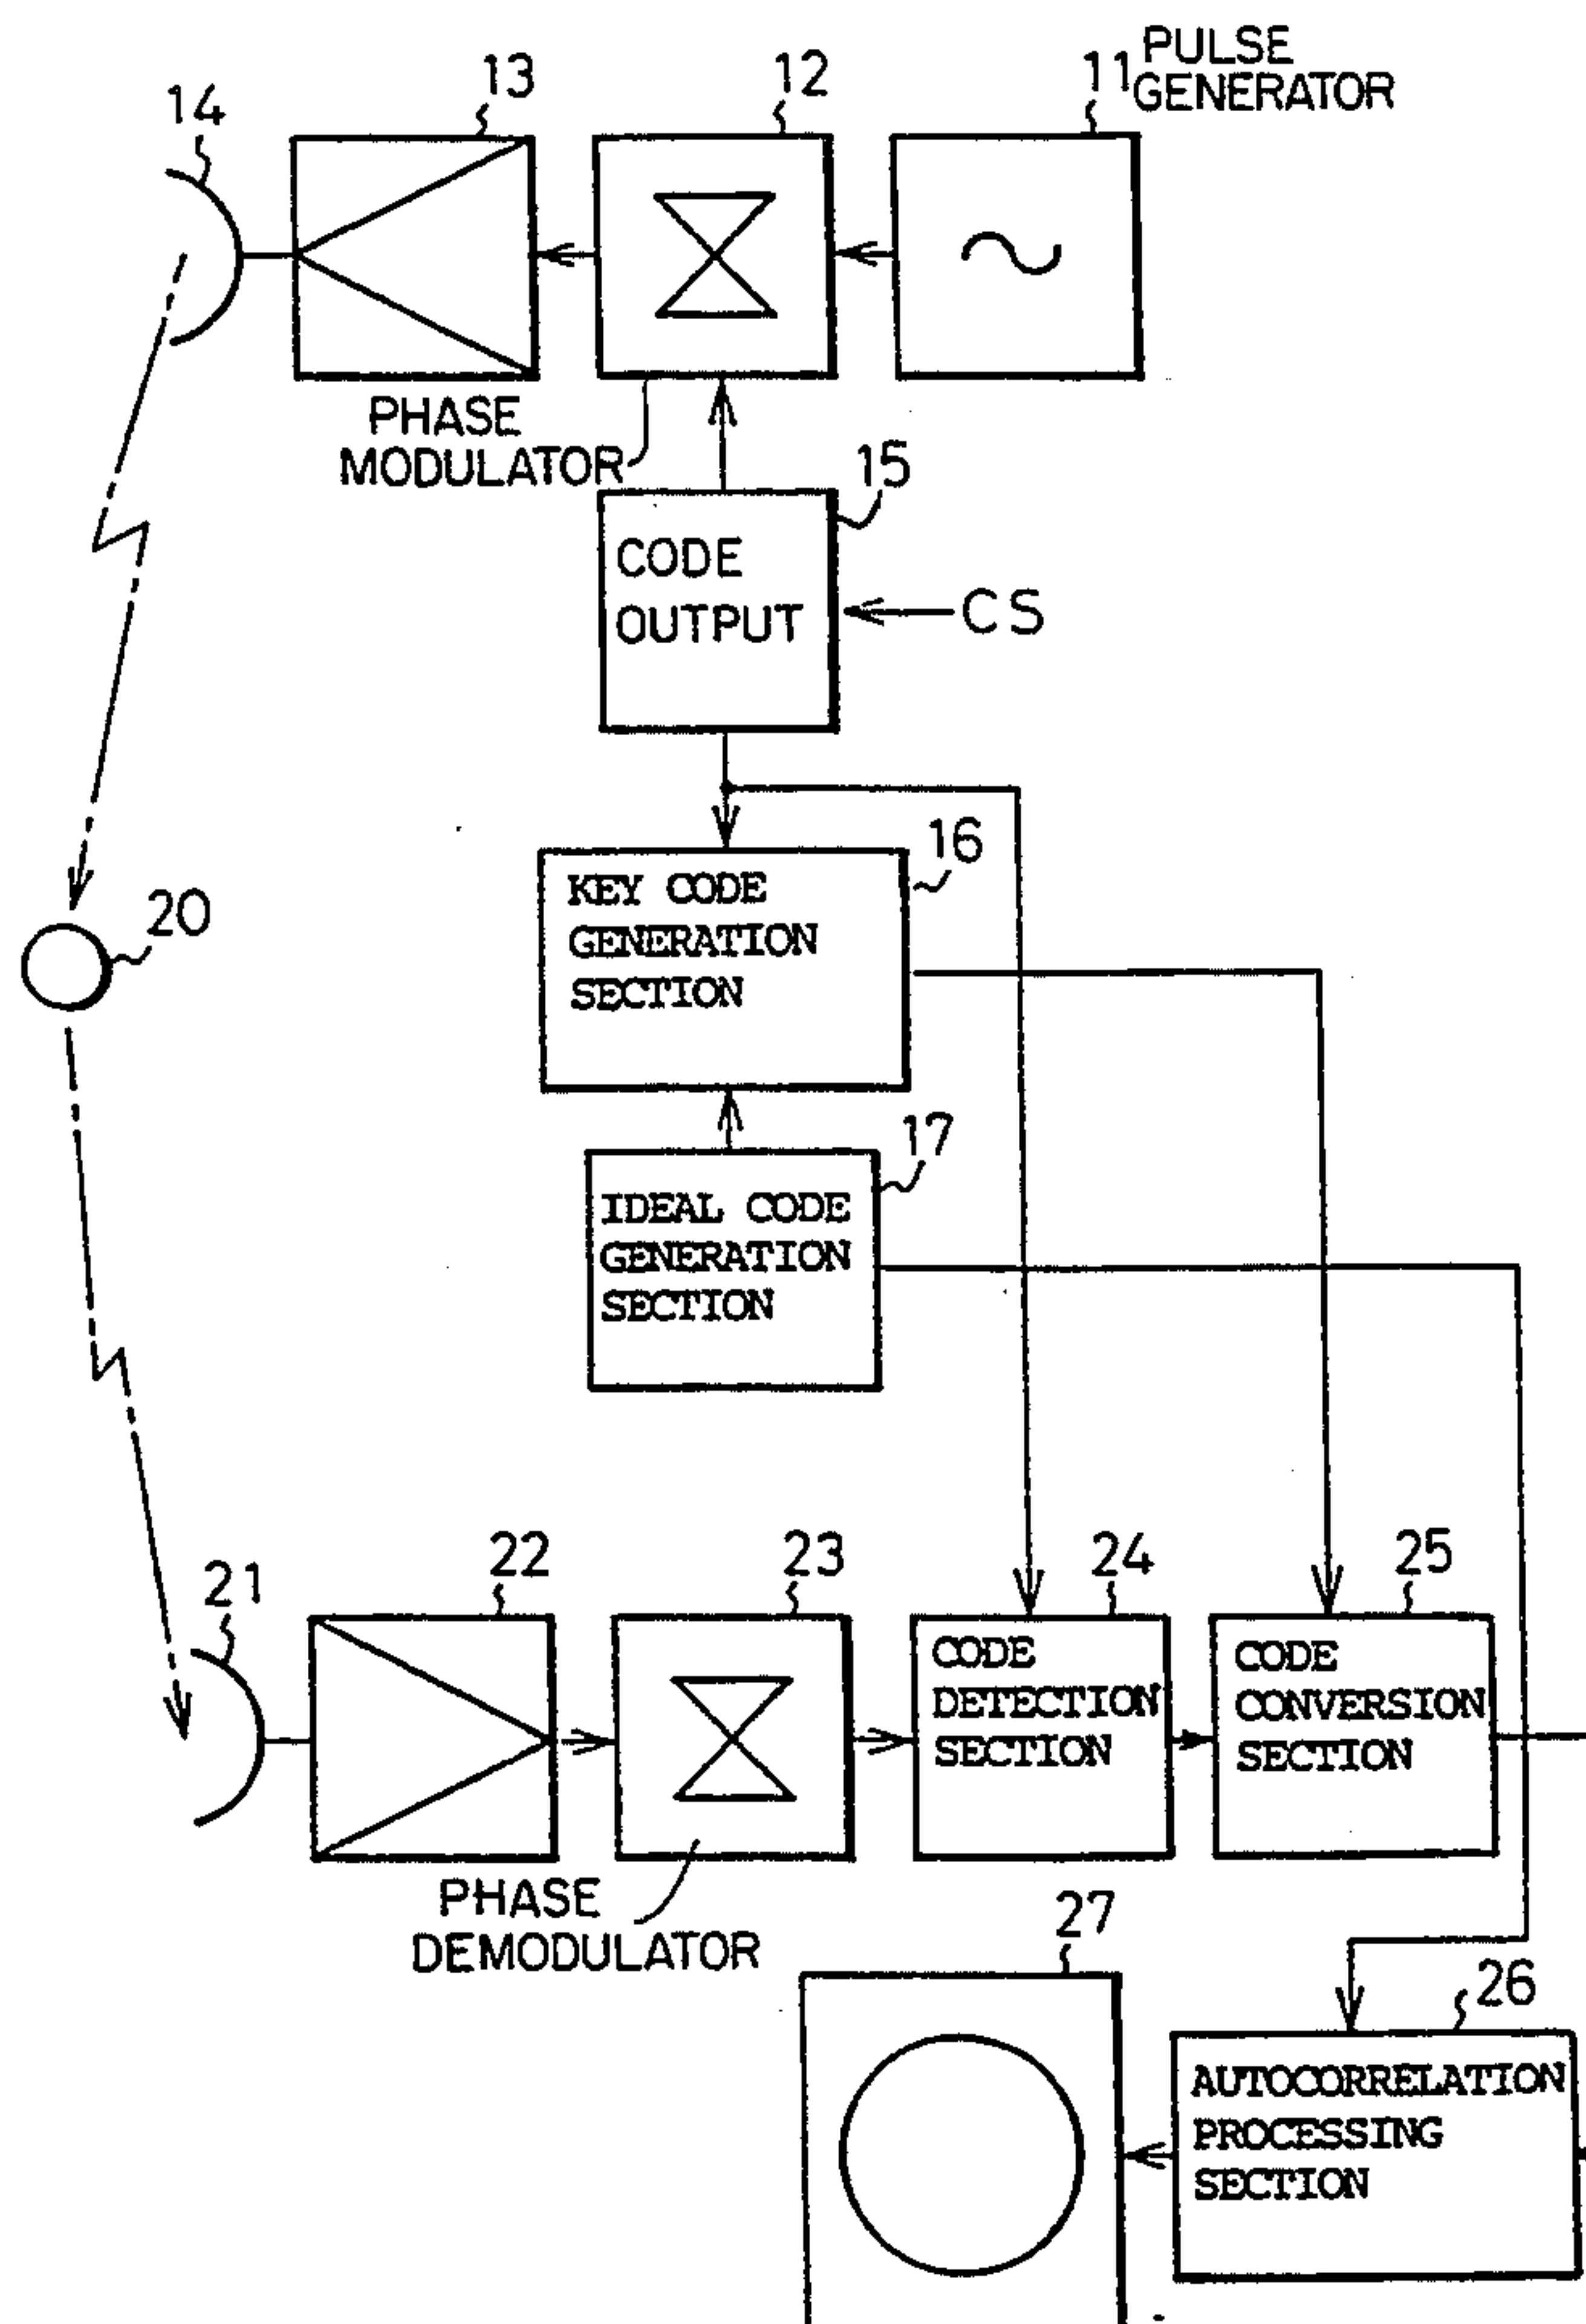 PULSE
GENERATOR
11
12
13
14
PHASE
MODULATOR
15
CODE
OUTPUT
CS
16
KEY CODE
GENERATION
SECTION
20
17
IDEAL CODE
GENERATION
SECTION
21
22
23
24
25
CODE
DETECTION
SECTION
CODE
CONVERSION
SECTION
PHASE
DEMODULATOR
27
26
AUTOCORRELATION
PROCESSING
SECTION